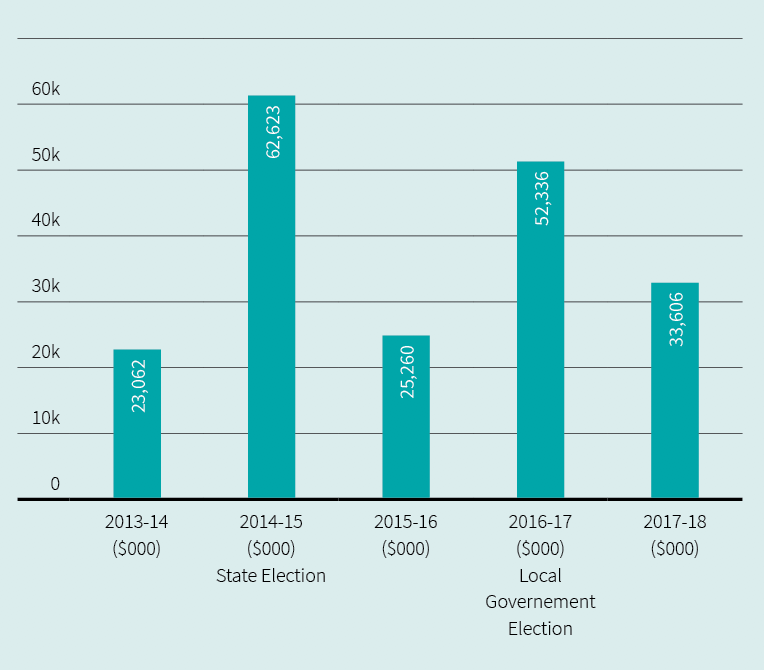 60k
50k
40k
30k
20k
10k
0
23,062
62,623
25,260
52,336
33,606
2013-14
($000)
2014-15
($000)
State Election
2015-16
($000)
2016-17
($000)
Local
Governement
Election
2017-18
($000)